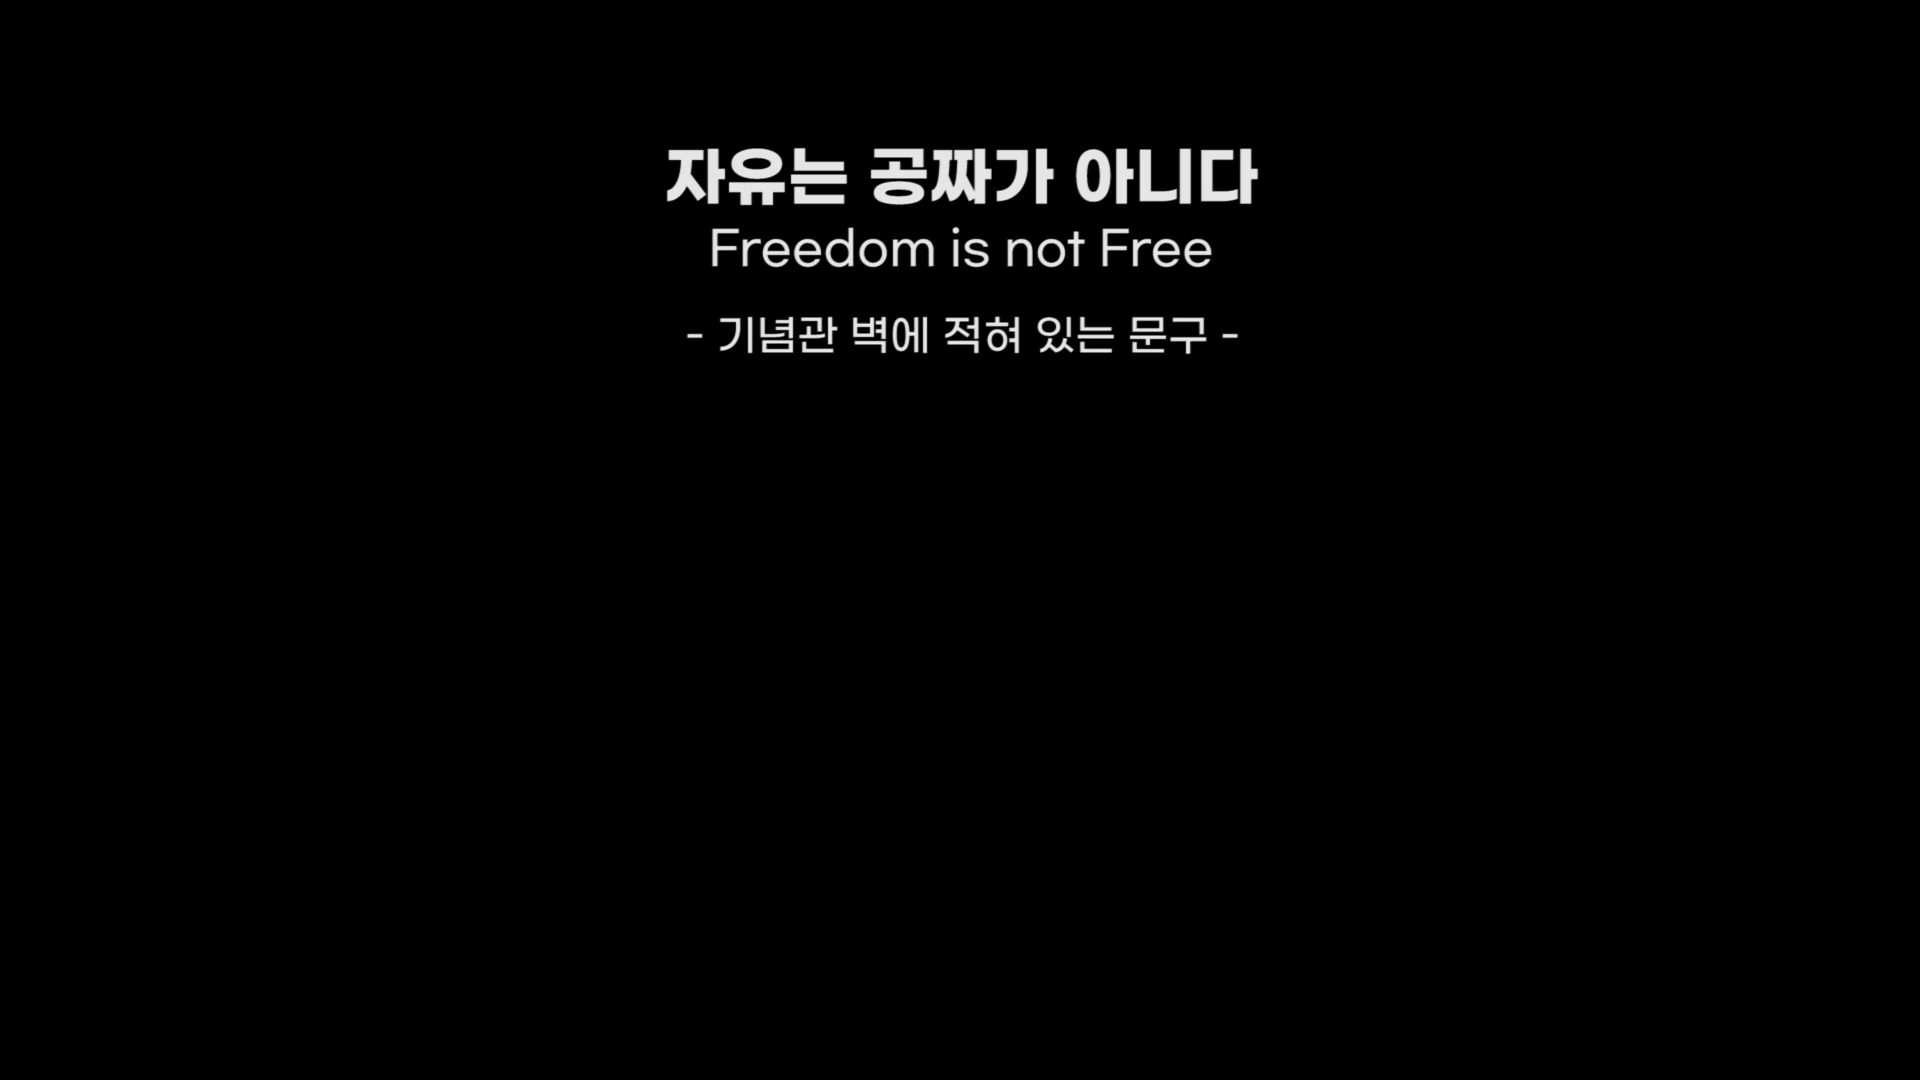 자유는 공짜가 아니다
Freedom is not Free
- 기념관 벽에 적혀 있는 문구 -